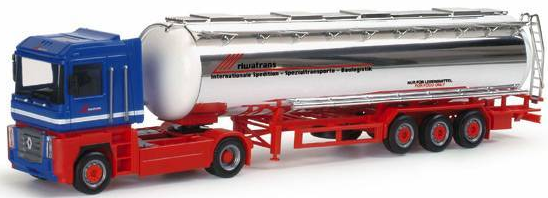 riwatrans
Internationale Spedition - Spezialtransporte - Baulogistik
NUR FÜR LEBENSMITTEL
FOR FOOD ONLY